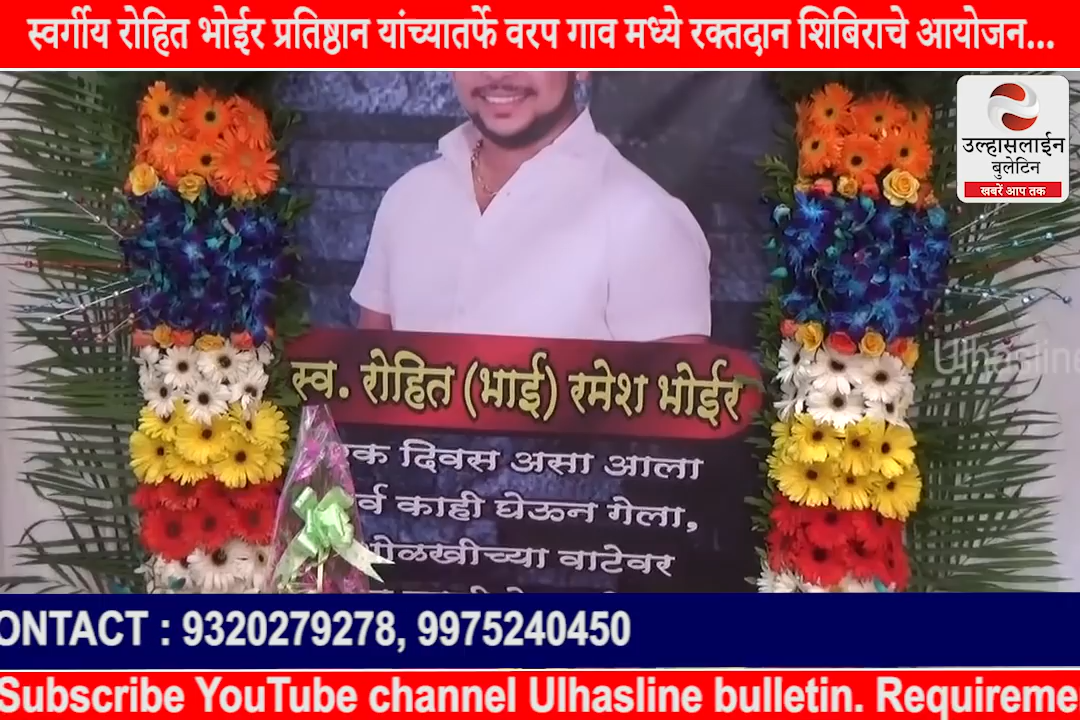 स्वर्गीय रोहित भोईर प्रतिष्ठान यांच्यातर्फे वरप गाव मध्ये रक्तदान शिबिराचे आयोजन...
उल्हासलाईन
बुलेटिन
खबरें आप तक
Ulhasline
स्व. रोहित (भाई) रमेश भोईर
एक दिवस असा आला
काही घेऊन गेला,
वाटेवर
ONTACT : 9320279278, 9975240450
Subscribe YouTube channel Ulhasline bulletin. Requireme